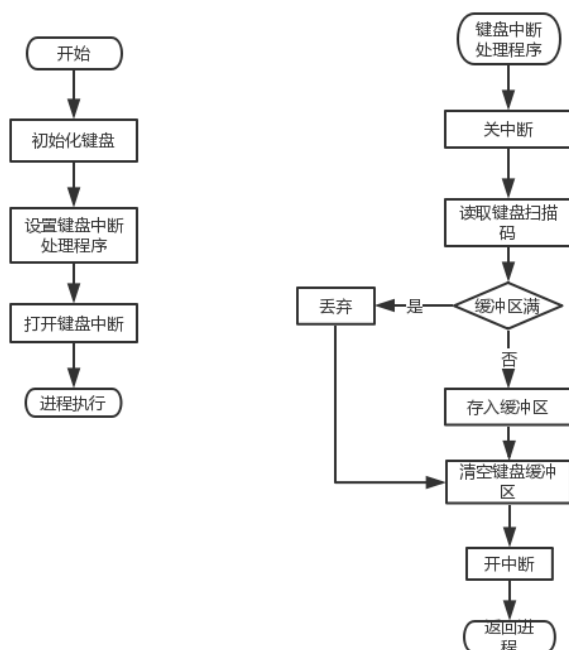 开始
初始化键盘
设置键盘中断
处理程序
打开键盘中断
进程执行
键盘中断
处理程序
关中断
读取键盘扫描
码
缓冲区满
是
丢弃
否
存入缓冲区
清空键盘缓冲
区
开中断
返回进
程